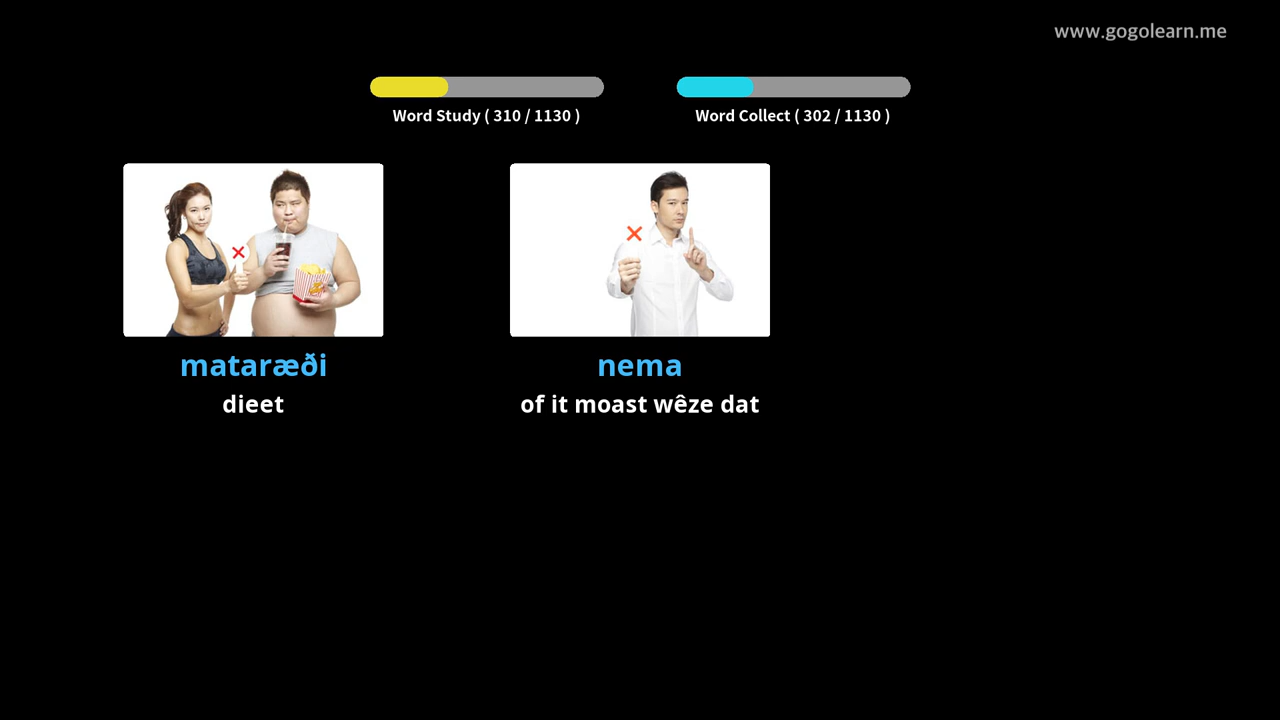 www.gogolearn.me
Word Study ( 310 / 1130 )
Word Collect ( 302 / 1130 )
mataræði
dieet
nema
of it moast wêze dat